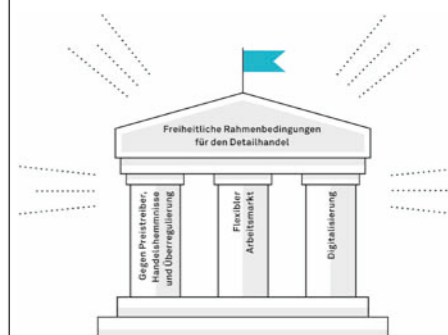 Freiheitliche Rahmenbedingungen
für den Detailhandel
Gegen Preistreiber,
Handelshemmnisse
und Überregulierung
Flexibler
Arbeitsmarkt
Digitalisierung